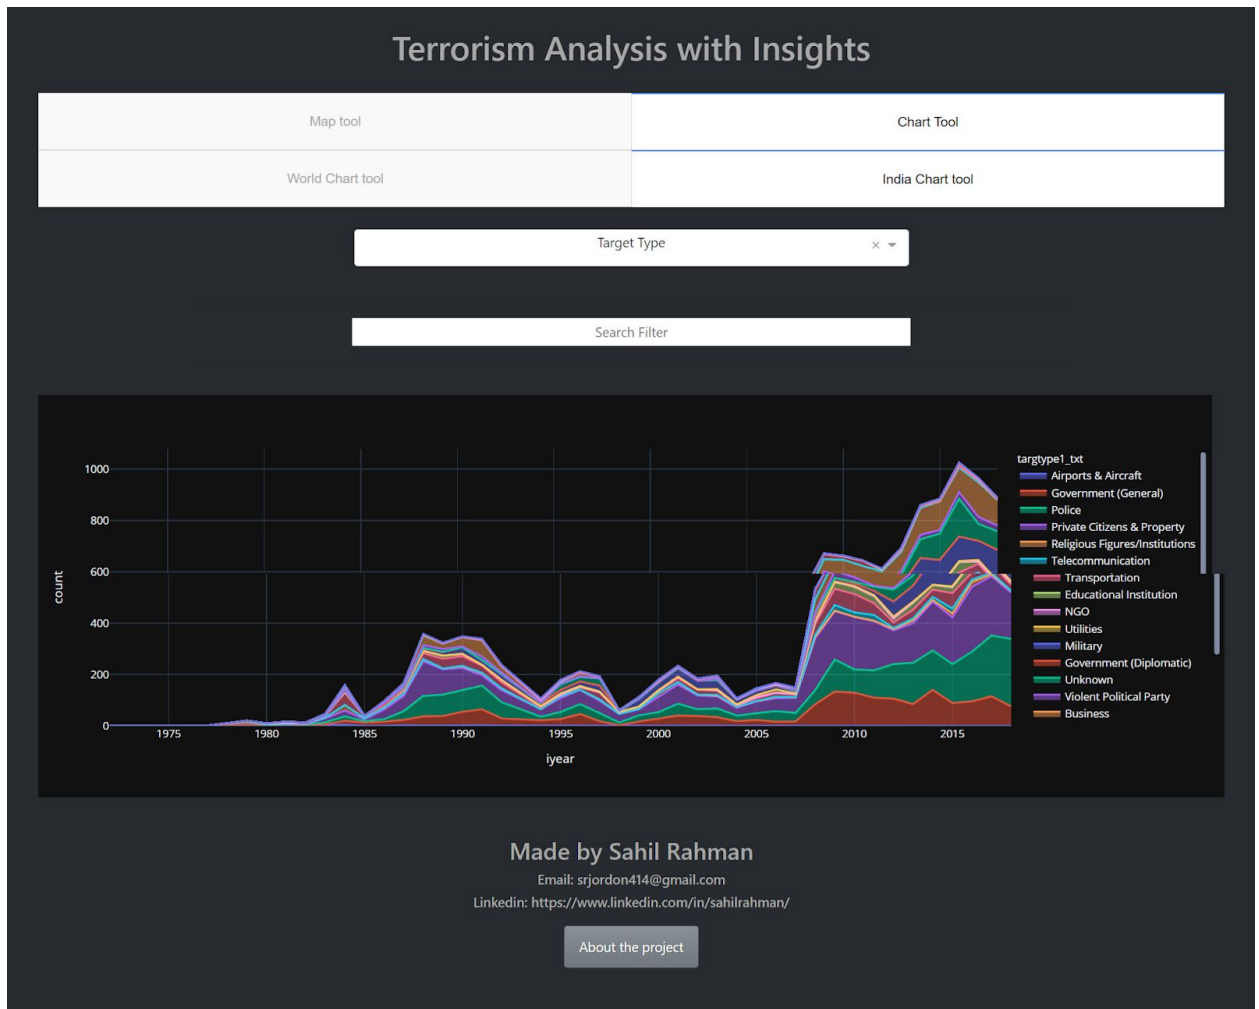 Terrorism Analysis with Insights
Map tool
Chart Tool
World Chart tool
India Chart tool
Target Type
× 
Search Filter
targtype1_txt
Airports & Aircraft
Government (General)
Police
Private Citizens & Property
Religious Figures/Institutions
Telecommunication
Transportation
Educational Institution
NGO
Utilities
Military
Government (Diplomatic)
Unknown
Violent Political Party
Business
count
1000
800
600
400
200
0
1975
1980
1985
1990
1995
2000
2005
2010
2015
iyear
Made by Sahil Rahman
Email: srjordon414@gmail.com
Linkedin: https://www.linkedin.com/in/sahilrahman/
About the project